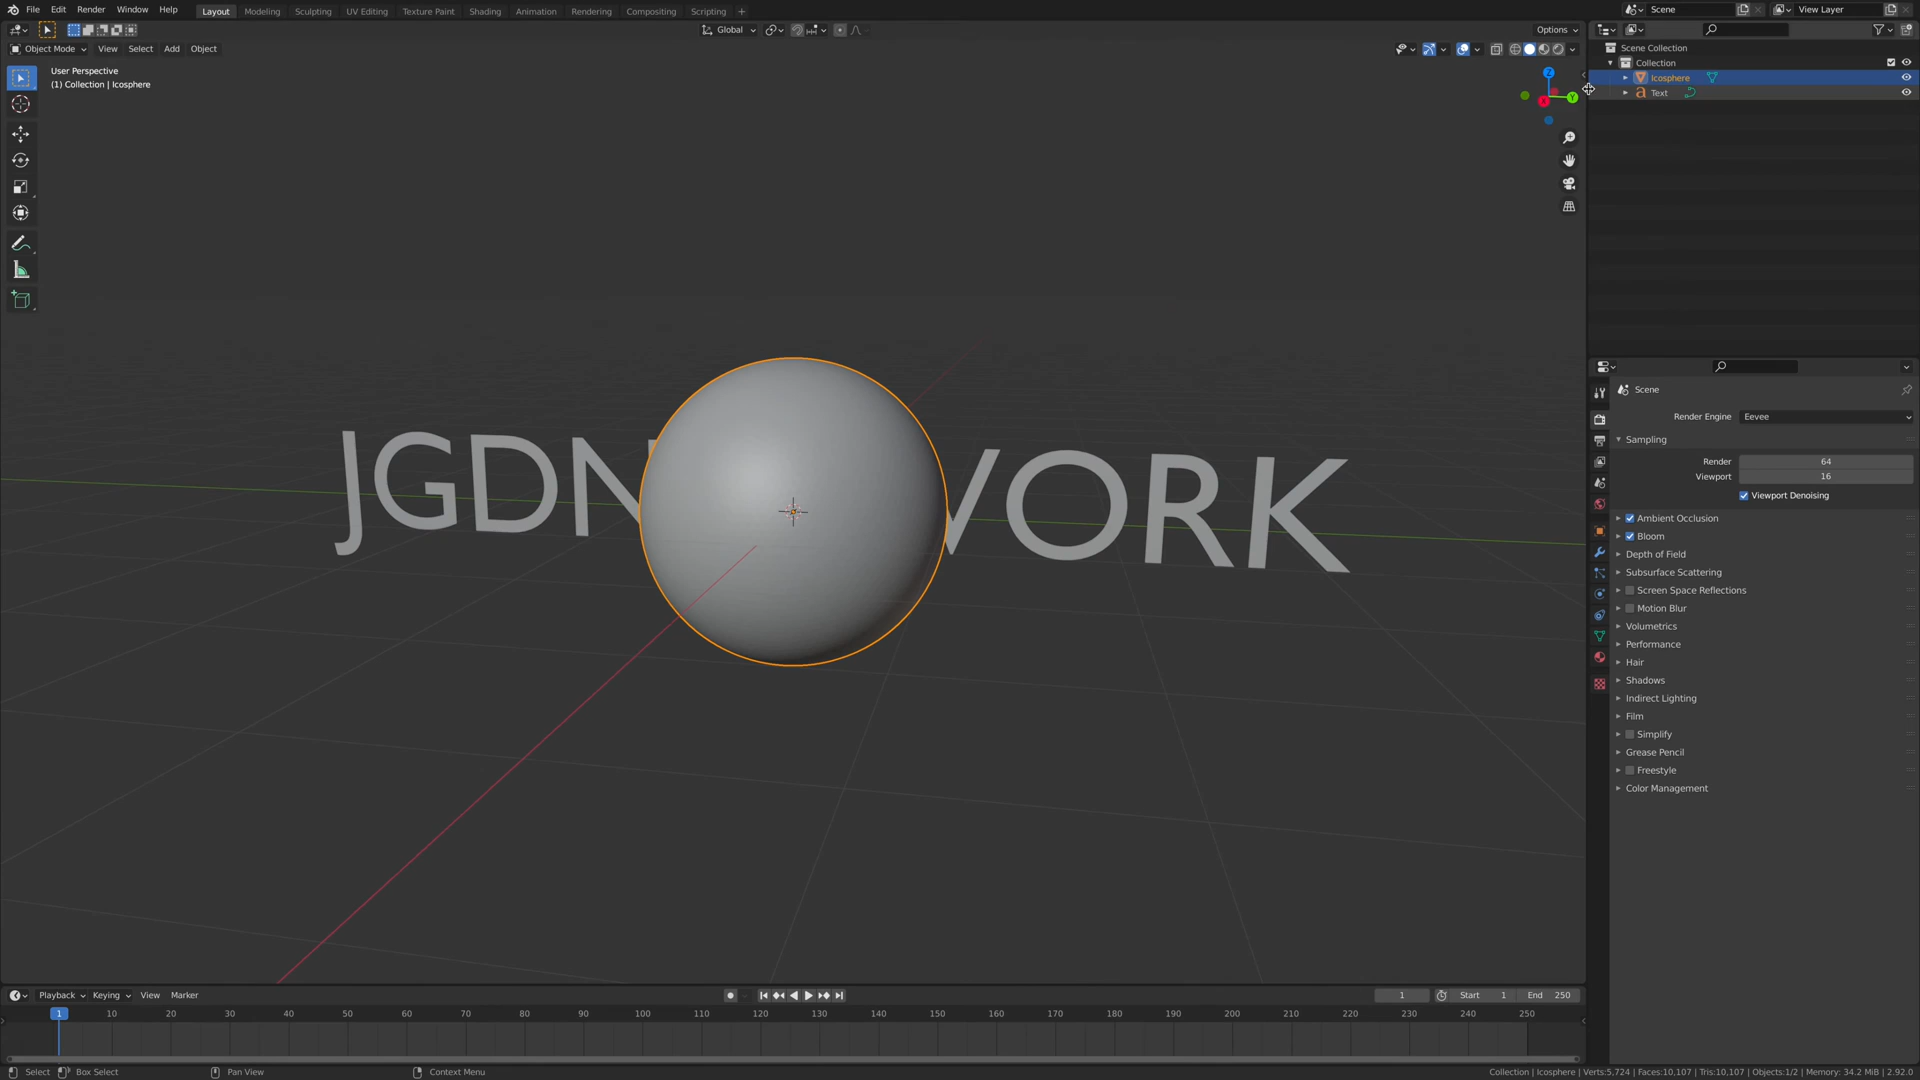 File Edit Render Window Help Layout Modeling Sculpting UV Editing Texture Paint Shading Animation Rendering Compositing Scripting + Scene View Layer
Global Options
Object Mode View Select Add Object
User Perspective
(1) Collection | Icosphere
Z
Y
X
Scene Collection
Collection
Icosphere
Text
JGDN
WORK
Scene
Render Engine Eevee
Sampling
Render 64
Viewport 16
Viewport Denoising
Ambient Occlusion
Bloom
Depth of Field
Subsurface Scattering
Screen Space Reflections
Motion Blur
Volumetrics
Performance
Hair
Shadows
Indirect Lighting
Film
Simplify
Grease Pencil
Freestyle
Color Management
Playback Keying View Marker 1 Start 1 End 250
1 10 20 30 40 50 60 70 80 90 100 110 120 130 140 150 160 170 180 190 200 210 220 230 240 250
Select Box Select Pan View Context Menu Collection | Icosphere | Verts:5,724 | Faces:10,107 | Tris:10,107 | Objects:1/2 | Memory: 34.2 MiB | 2.92.0